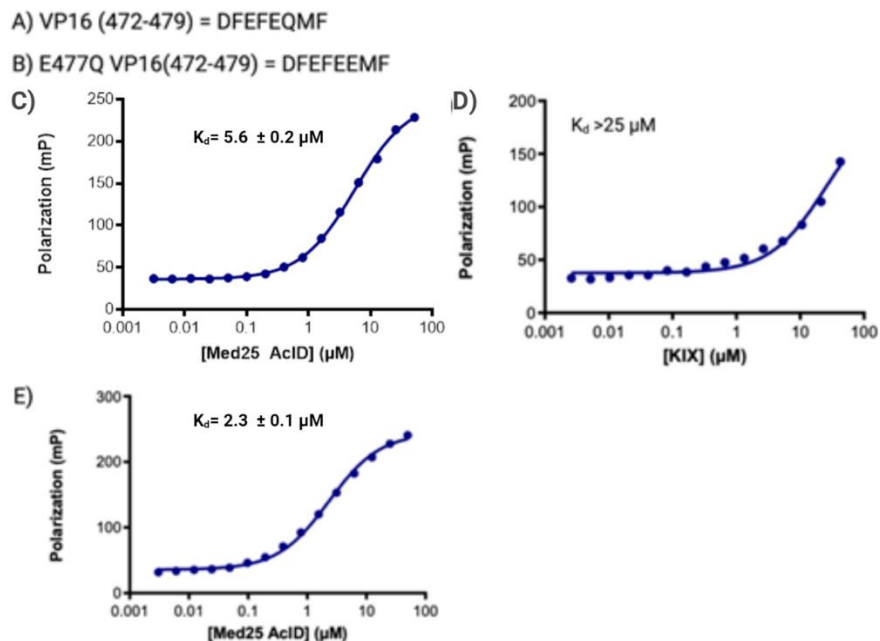 A) VP16 (472-479) = DFEFEQMF
B) E477Q VP16(472-479) = DFEFEEMF
C)
250
200
150
100
50
0
Polarization (mP)
Kd= 5.6 ± 0.2 µM
0.001 0.01 0.1 1 10 100
[Med25 AcID] (µM)
D)
200
150
100
50
0
Polarization (mP)
Kd >25 µM
0.001 0.01 0.1 1 10 100
[KIX] (µM)
E)
300
200
100
0
Polarization (mP)
Kd= 2.3 ± 0.1 µM
0.001 0.01 0.1 1 10 100
[Med25 AcID] (µM)